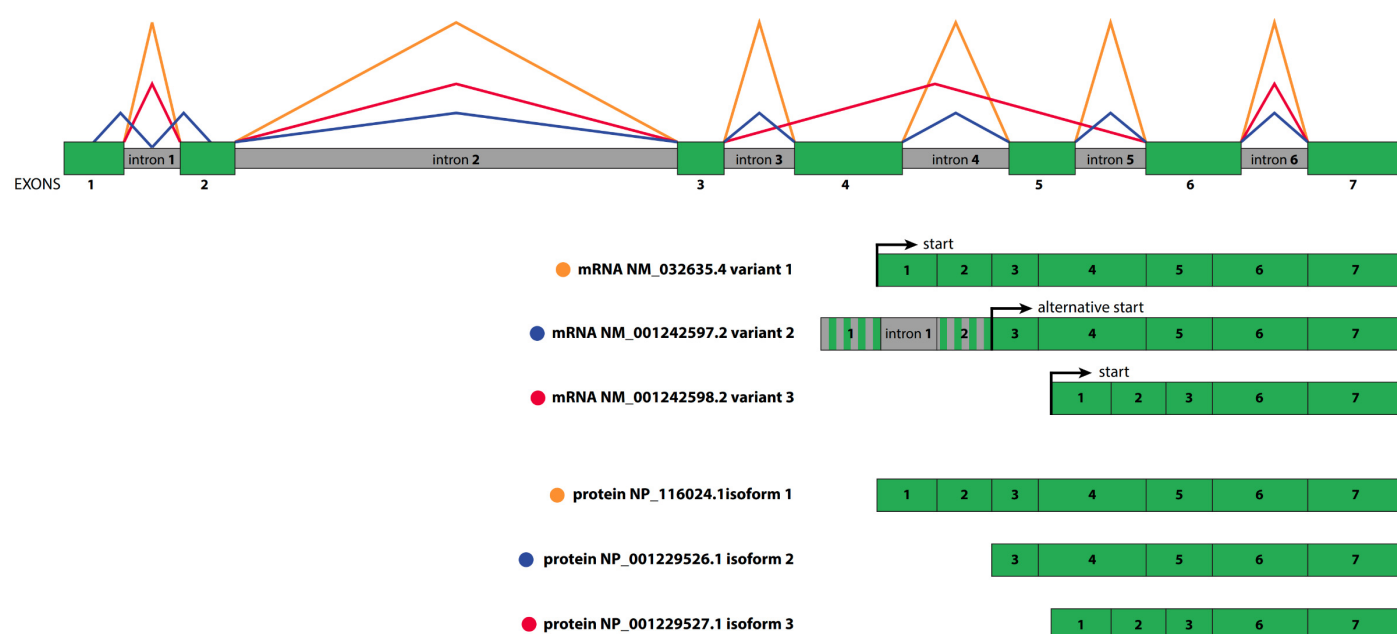 intron 1
intron 2
intron 3
intron 4
intron 5
intron 6
EXONS 1 2 3 4 5 6 7
start
mRNA NM_032635.4 variant 1
1 2 3 4 5 6 7
alternative start
mRNA NM_001242597.2 variant 2
1 intron 1 2 3 4 5 6 7
start
mRNA NM_001242598.2 variant 3
1 2 3 6 7
protein NP_116024.1isoform 1
1 2 3 4 5 6 7
protein NP_001229526.1 isoform 2
3 4 5 6 7
protein NP_001229527.1 isoform 3
1 2 3 6 7